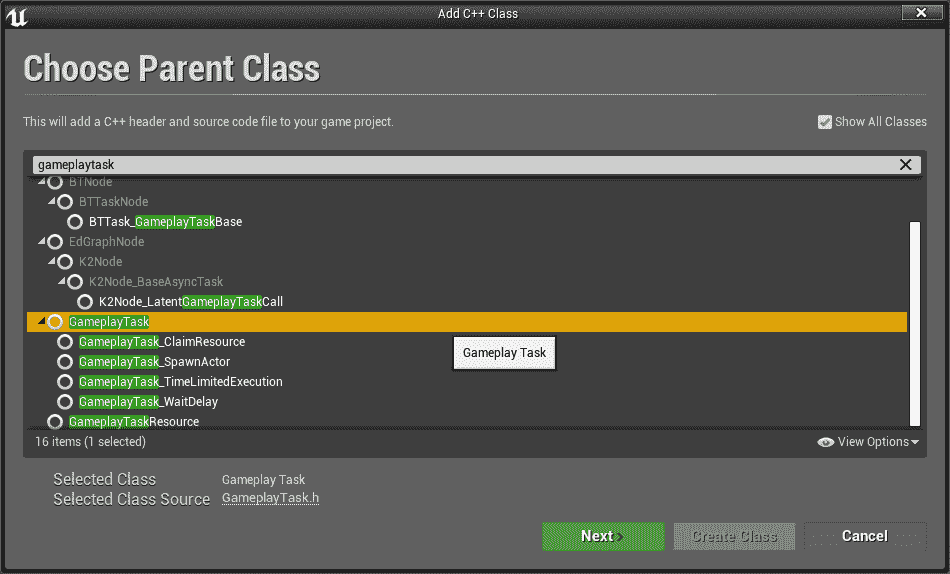 Add C++ Class
Choose Parent Class
This will add a C++ header and source code file to your game project.
Show All Classes
gameplaytask
BTNode
BTTaskNode
BTTask_GameplayTaskBase
EdGraphNode
K2Node
K2Node_BaseAsyncTask
K2Node_LatentGameplayTaskCall
GameplayTask
GameplayTask_ClaimResource
Gameplay Task
GameplayTask_SpawnActor
GameplayTask_TimeLimitedExecution
GameplayTask_WaitDelay
GameplayTaskResource
16 items (1 selected)
View Options
Selected Class Gameplay Task
Selected Class Source GameplayTask.h
Next Create Class Cancel